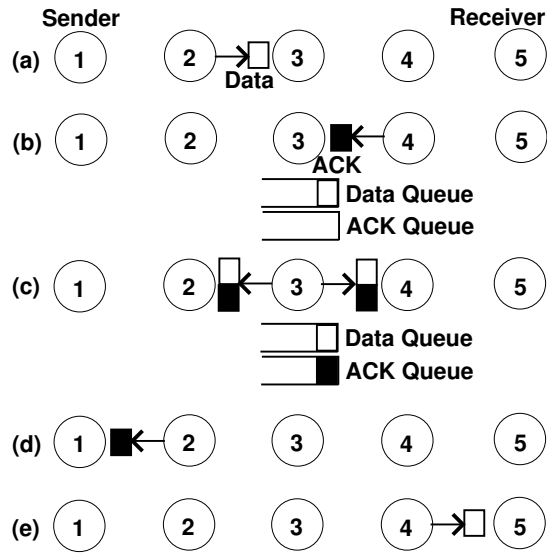 Sender Receiver
(a) 1 2 3 4 5
Data
(b) 1 2 3 4 5
ACK
Data Queue
ACK Queue
(c) 1 2 3 4 5
Data Queue
ACK Queue
(d) 1 2 3 4 5
(e) 1 2 3 4 5